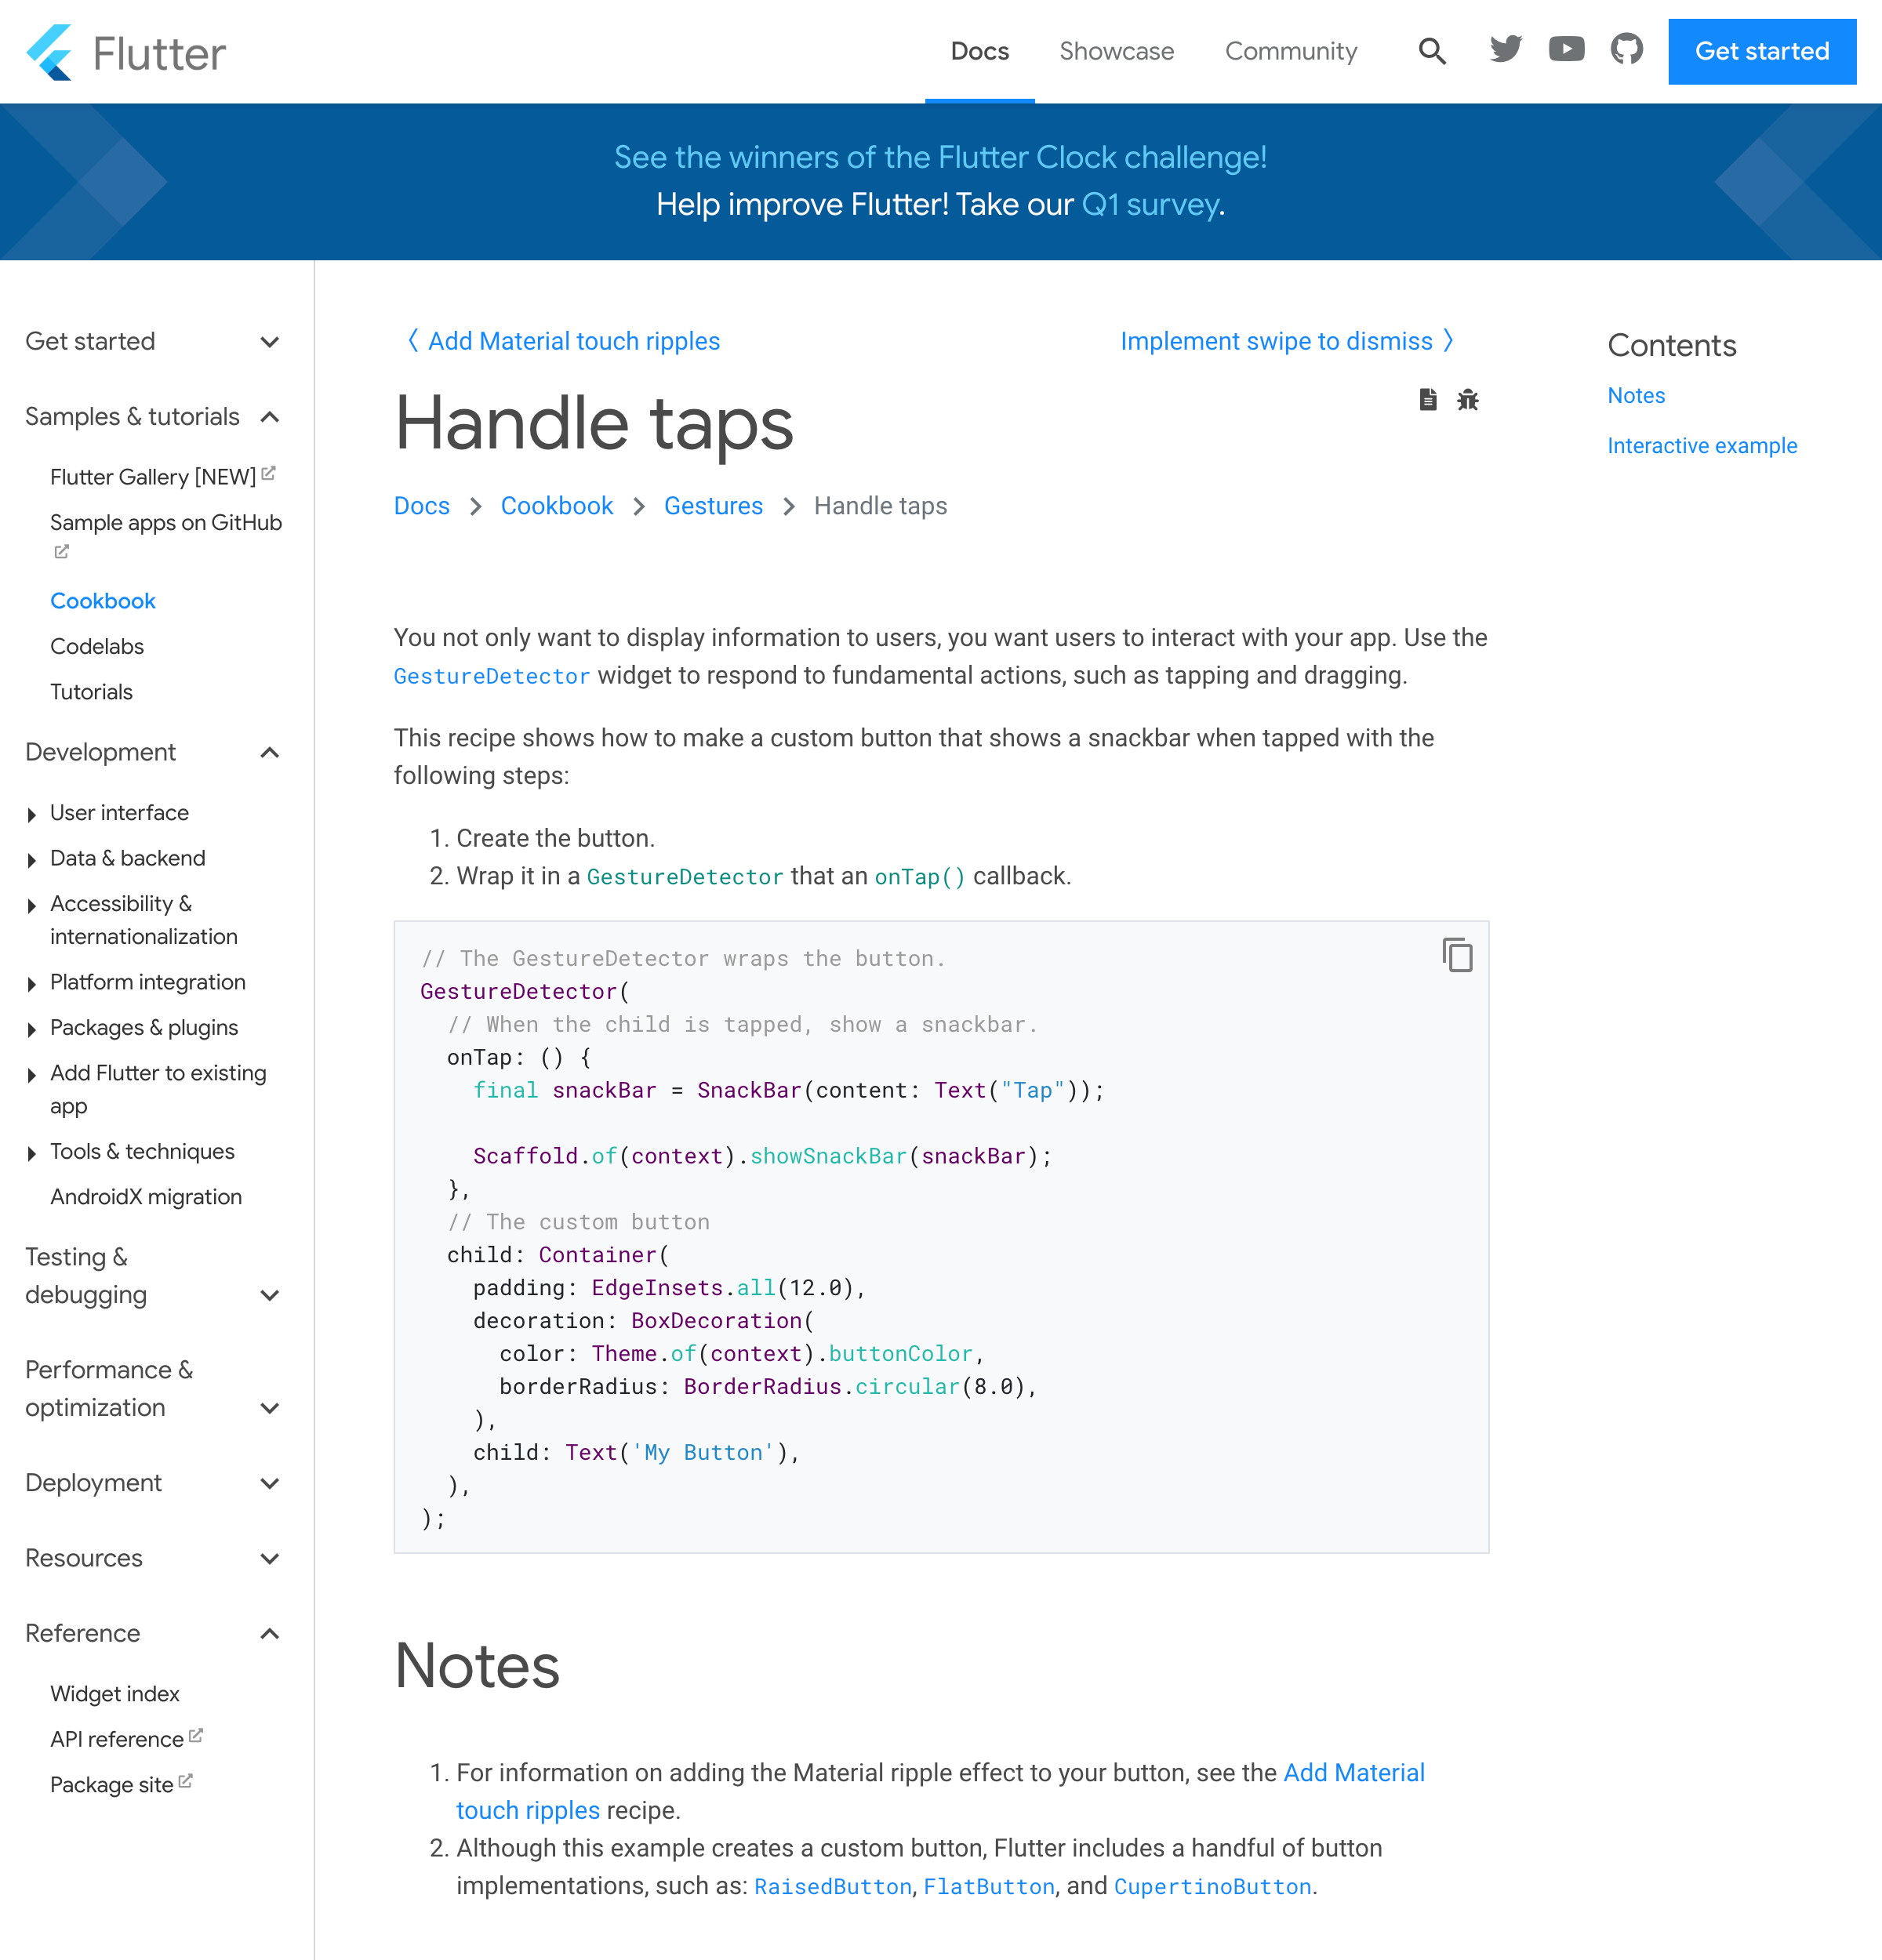 Flutter
Docs
Showcase
Community
Get started
See the winners of the Flutter Clock challenge!
Help improve Flutter! Take our Q1 survey.
Get started
Samples & tutorials
Flutter Gallery [NEW]
Sample apps on GitHub
Cookbook
Codelabs
Tutorials
Development
User interface
Data & backend
Accessibility &
internationalization
Platform integration
Packages & plugins
Add Flutter to existing
app
Tools & techniques
AndroidX migration
Testing &
debugging
Performance &
optimization
Deployment
Resources
Reference
Widget index
API reference
Package site
〈 Add Material touch ripples
Implement swipe to dismiss 〉
Handle taps
Docs > Cookbook > Gestures > Handle taps
You not only want to display information to users, you want users to interact with your app. Use the
GestureDetector widget to respond to fundamental actions, such as tapping and dragging.
This recipe shows how to make a custom button that shows a snackbar when tapped with the
following steps:
1. Create the button.
2. Wrap it in a GestureDetector that an onTap() callback.
// The GestureDetector wraps the button.
GestureDetector(
  // When the child is tapped, show a snackbar.
  onTap: () {
    final snackBar = SnackBar(content: Text("Tap"));
    Scaffold.of(context).showSnackBar(snackBar);
  },
  // The custom button
  child: Container(
    padding: EdgeInsets.all(12.0),
    decoration: BoxDecoration(
      color: Theme.of(context).buttonColor,
      borderRadius: BorderRadius.circular(8.0),
    ),
    child: Text('My Button'),
  ),
);
Notes
1. For information on adding the Material ripple effect to your button, see the Add Material
touch ripples recipe.
2. Although this example creates a custom button, Flutter includes a handful of button
implementations, such as: RaisedButton, FlatButton, and CupertinoButton.
Contents
Notes
Interactive example